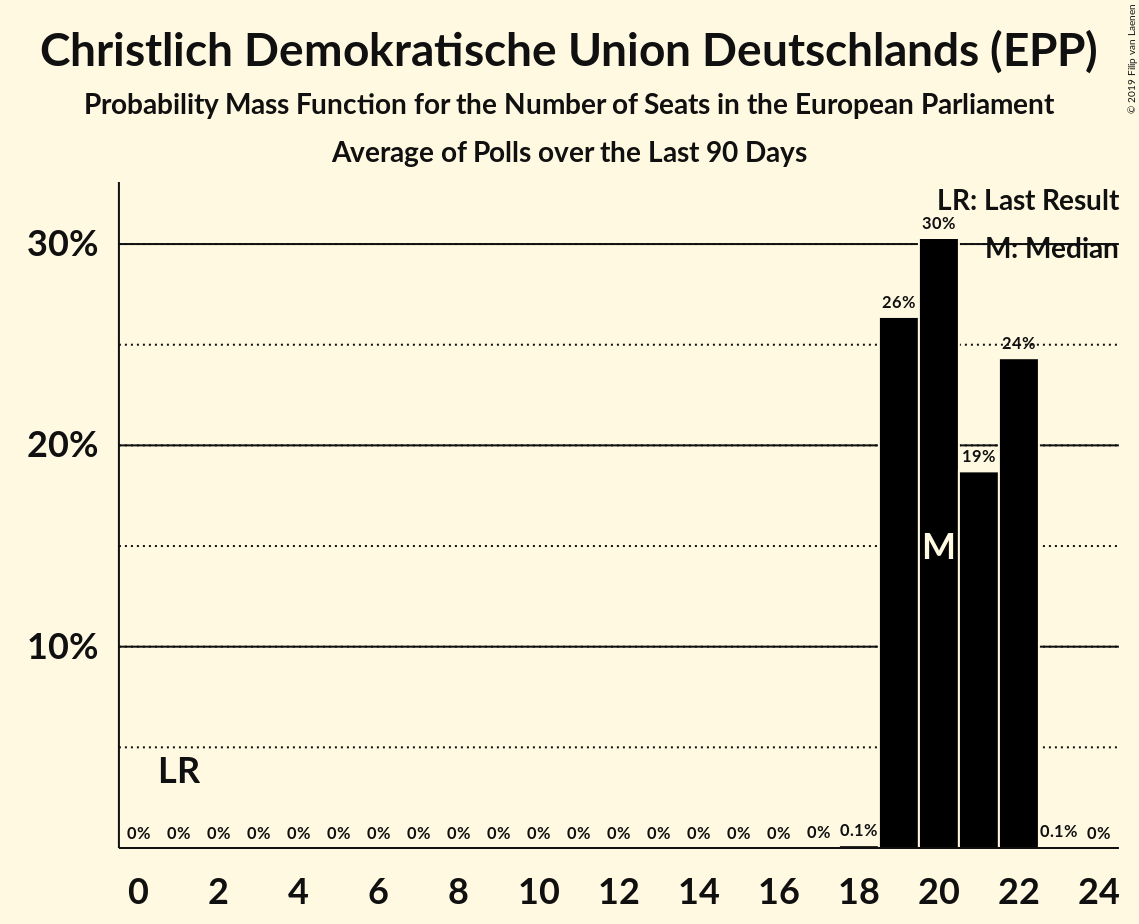 Christlich Demokratische Union Deutschlands (EPP)
Probability Mass Function for the Number of Seats in the European Parliament
Average of Polls over the Last 90 Days
© 2019 Filip van Laenen
LR: Last Result
M: Median
30%
20%
10%
30%
26%
24%
19%
M
LR
0% 0% 0% 0% 0% 0% 0% 0% 0% 0% 0% 0% 0% 0% 0% 0% 0% 0% 0.1% 0.1% 0%
0 2 4 6 8 10 12 14 16 18 20 22 24